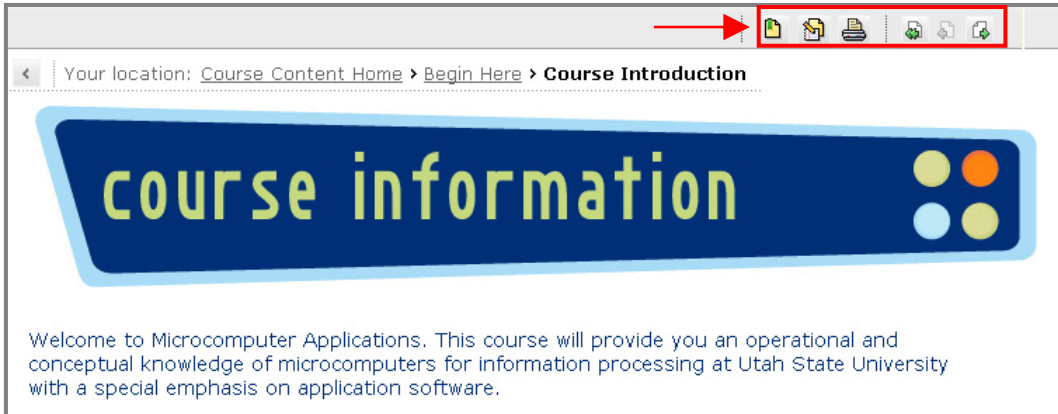 Your location: Course Content Home › Begin Here › Course Introduction
course information
Welcome to Microcomputer Applications. This course will provide you an operational and
conceptual knowledge of microcomputers for information processing at Utah State University
with a special emphasis on application software.